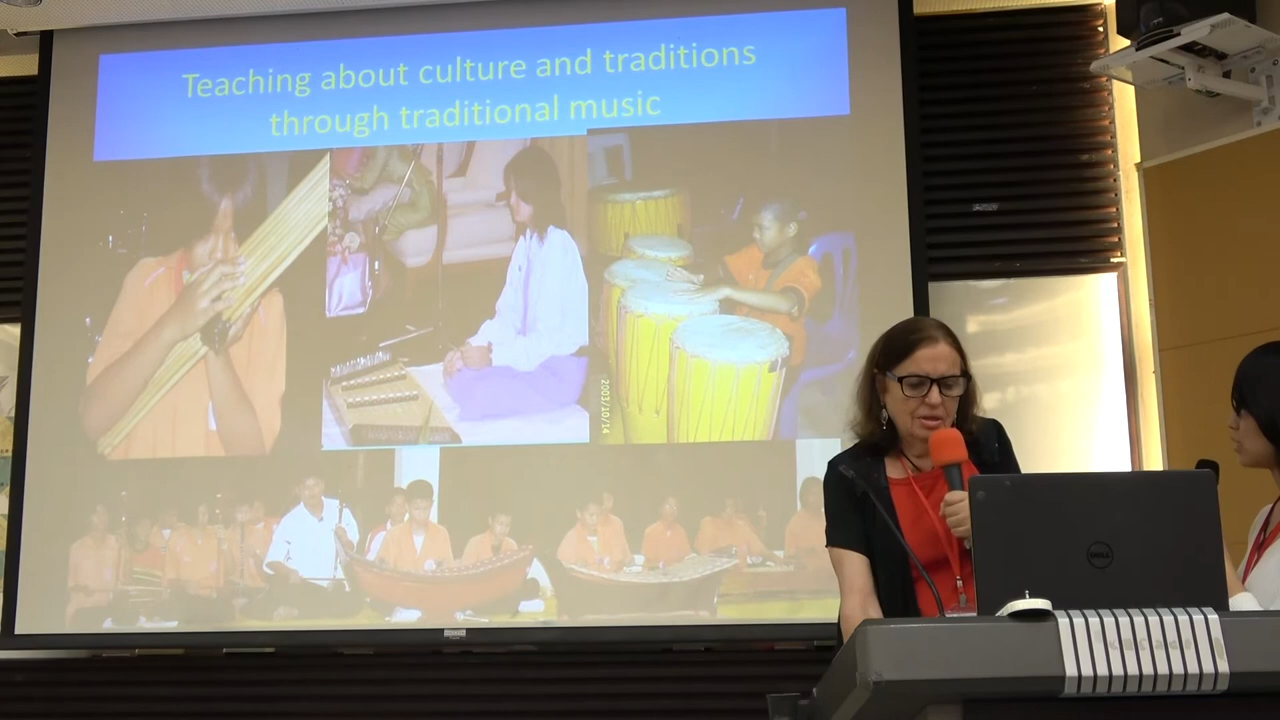 Teaching about culture and traditions
through traditional music
2003/10/14
DELL